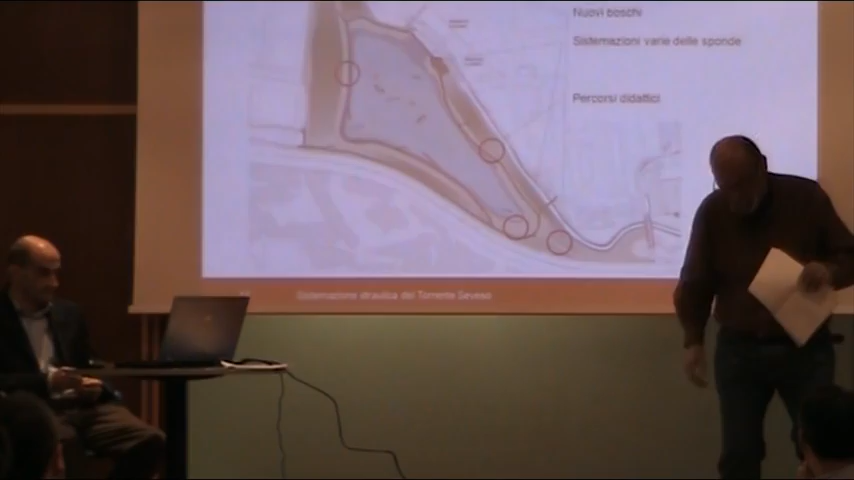 Nuovi boschi
Sistemazioni varie delle sponde
Percorsi didattici
Sistemazione idraulica del Torrente Seveso